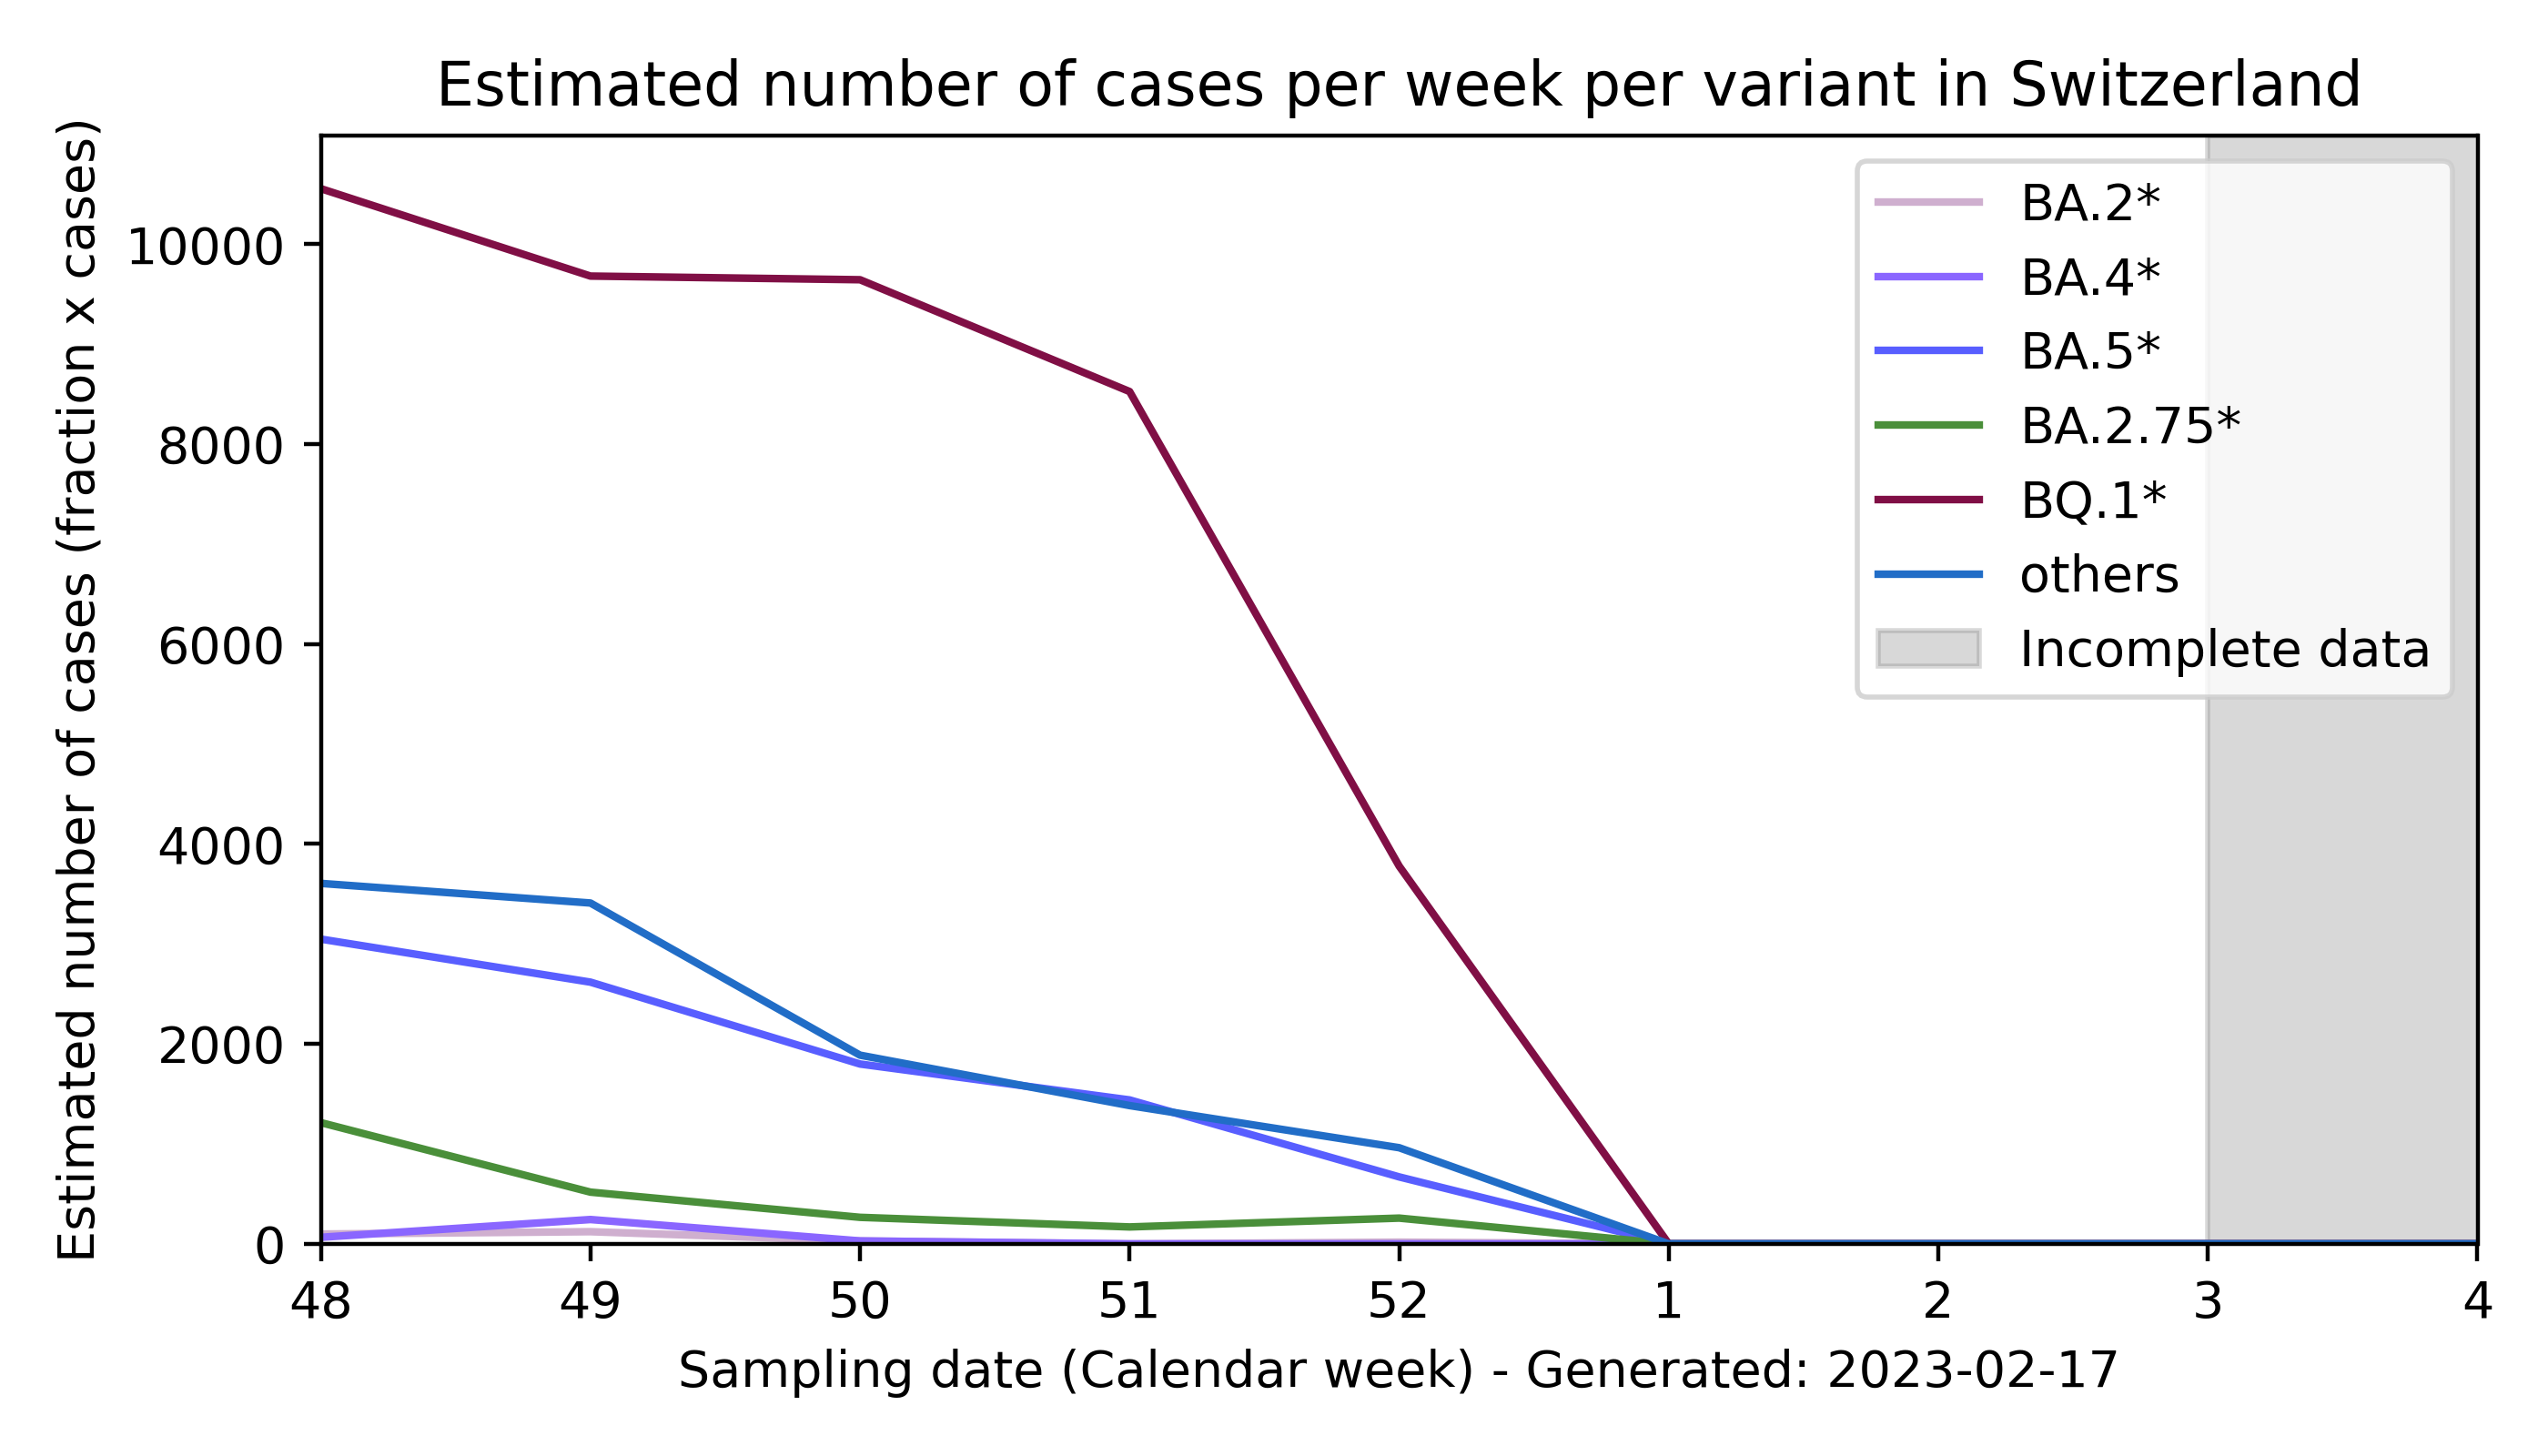 Estimated number of cases per week per variant in Switzerland
Estimated number of cases (fraction x cases)
10000
8000
6000
4000
2000
0
BA.2*
BA.4*
BA.5*
BA.2.75*
BQ.1*
others
Incomplete data
48 49 50 51 52 1 2 3 4
Sampling date (Calendar week) - Generated: 2023-02-17